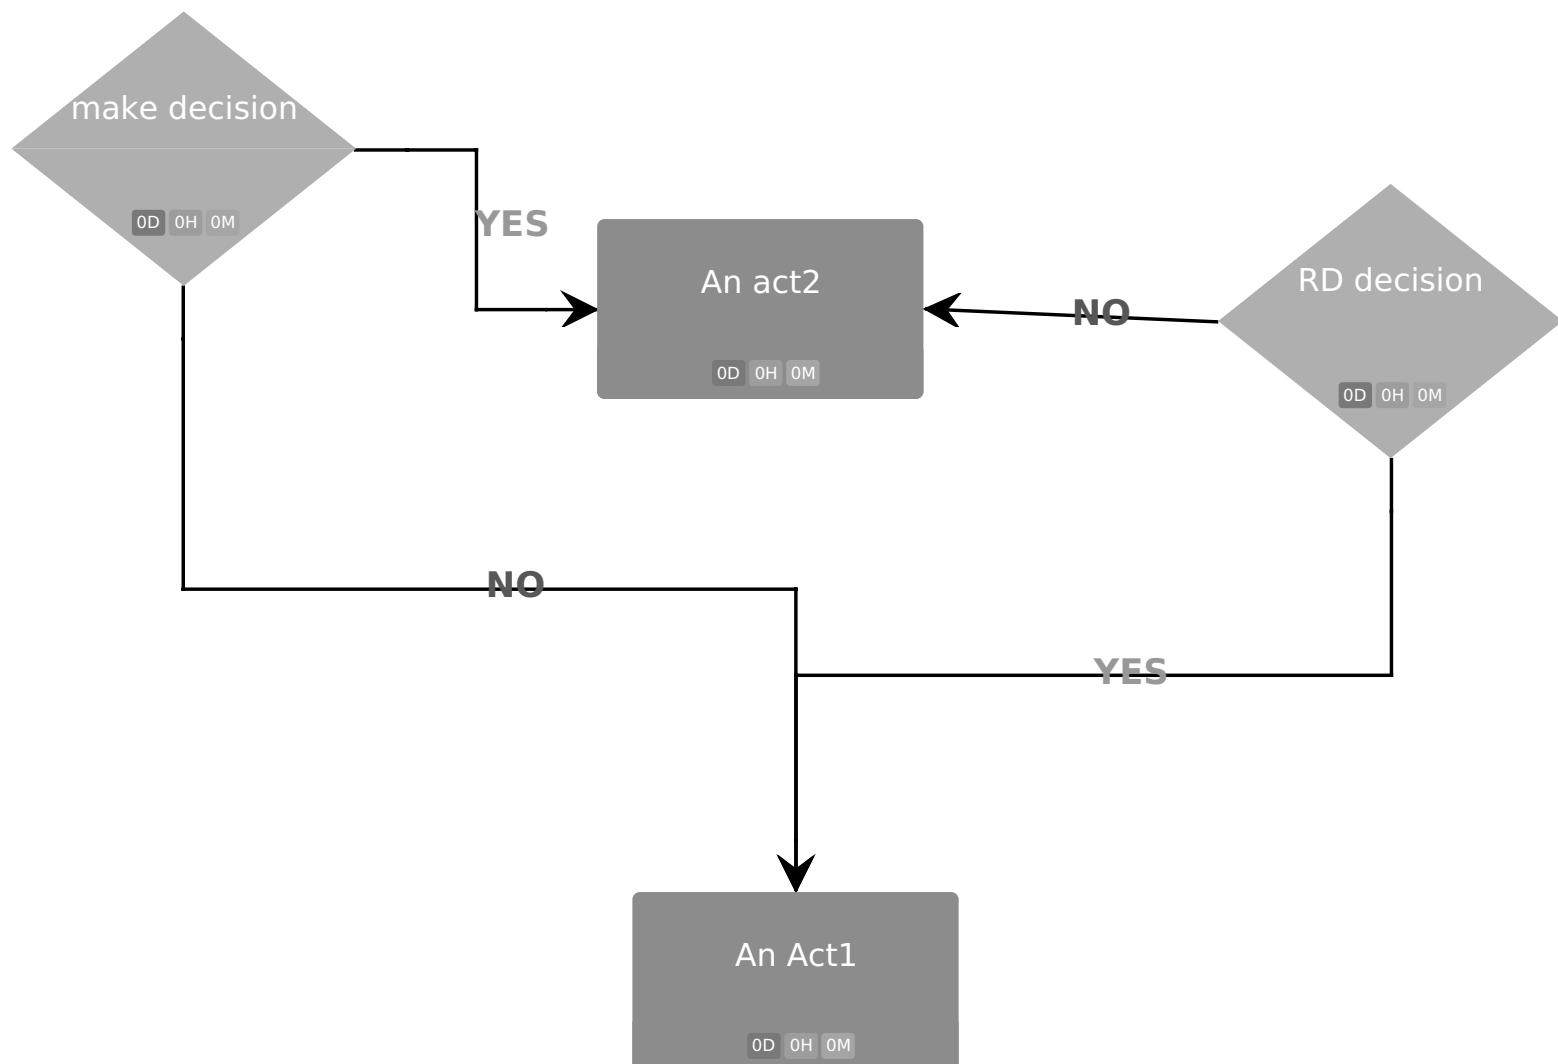 make decision
0D 0H 0M
YES
An act2
0D 0H 0M
NO
RD decision
0D 0H 0M
NO
YES
An Act1
0D 0H 0M